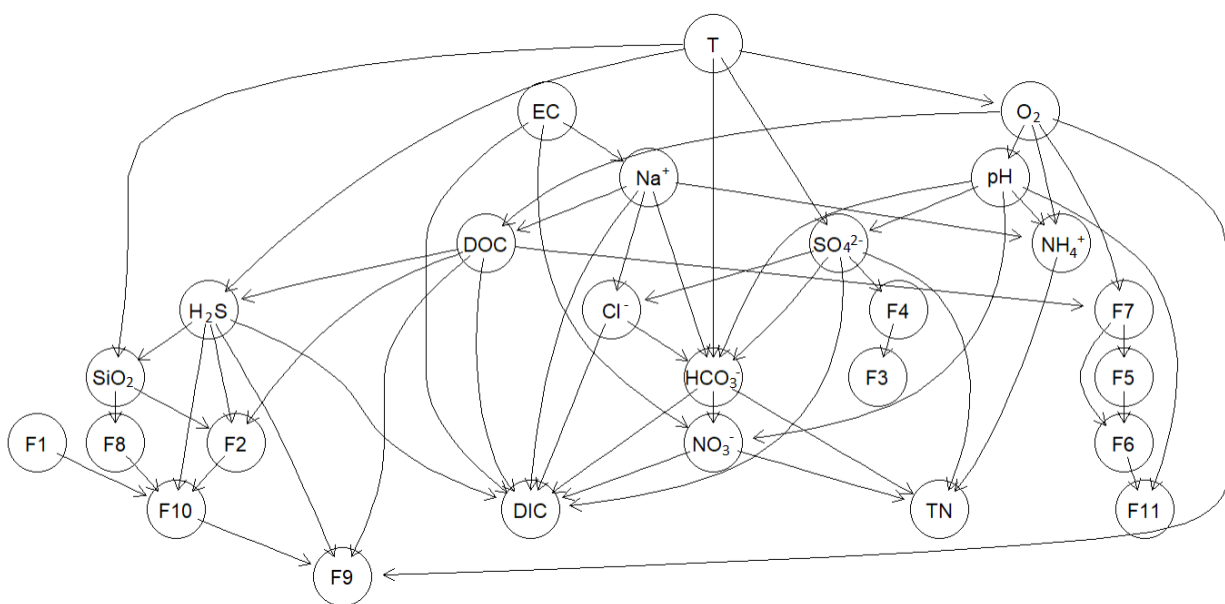 T
EC
O₂
Na⁺
pH
DOC
SO₄²⁻
NH₄⁺
H₂S
Cl⁻
F4
F7
SiO₂
HCO₃⁻
F3
F5
F1
F8
F2
NO₃⁻
F6
F10
DIC
TN
F11
F9